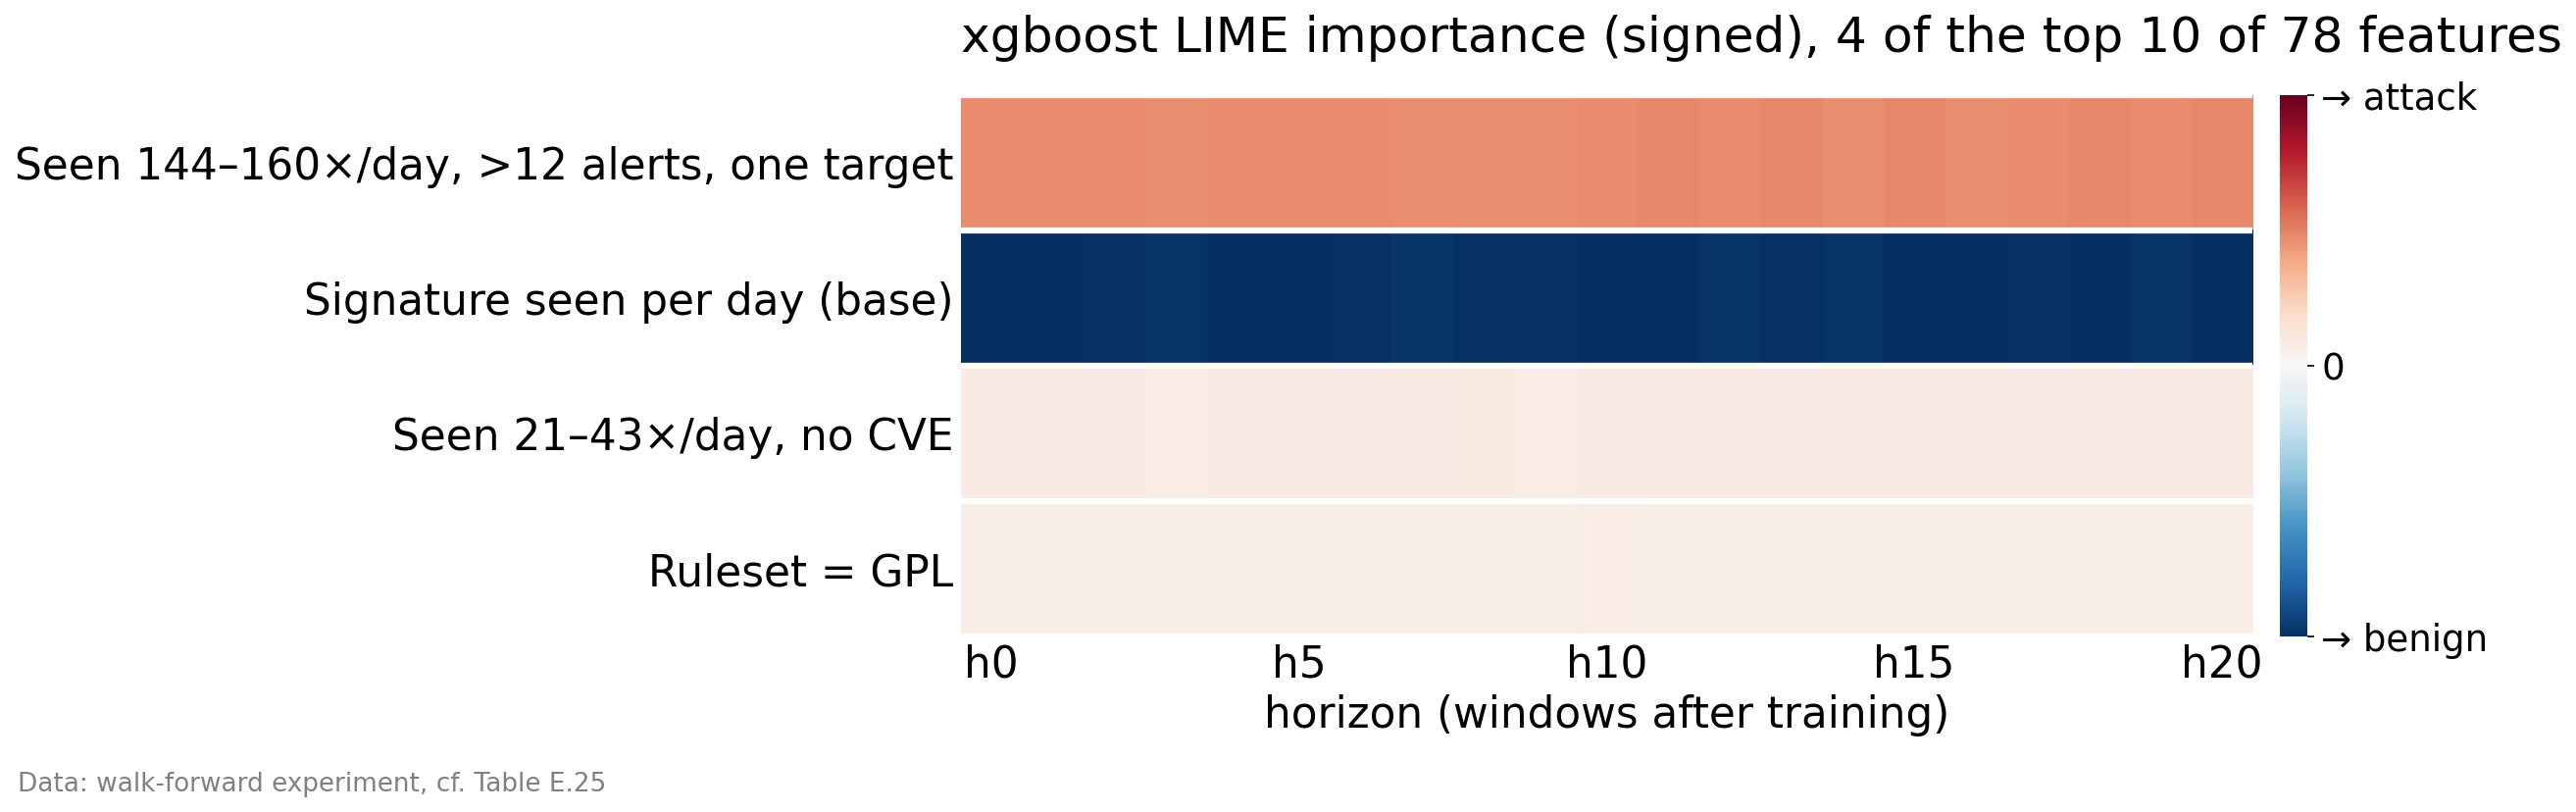 xgboost LIME importance (signed), 4 of the top 10 of 78 features
→ attack
Seen 144–160×/day, >12 alerts, one target
Signature seen per day (base)
0
Seen 21–43×/day, no CVE
Ruleset = GPL
→ benign
h0 h5 h10 h15 h20
horizon (windows after training)
Data: walk-forward experiment, cf. Table E.25